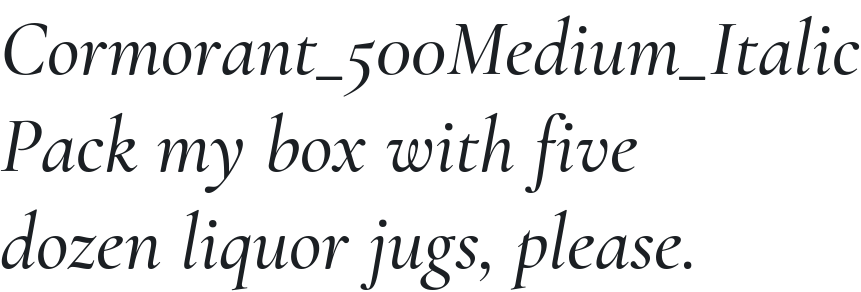 Cormorant_500Medium_Italic
Pack my box with five
dozen liquor jugs, please.